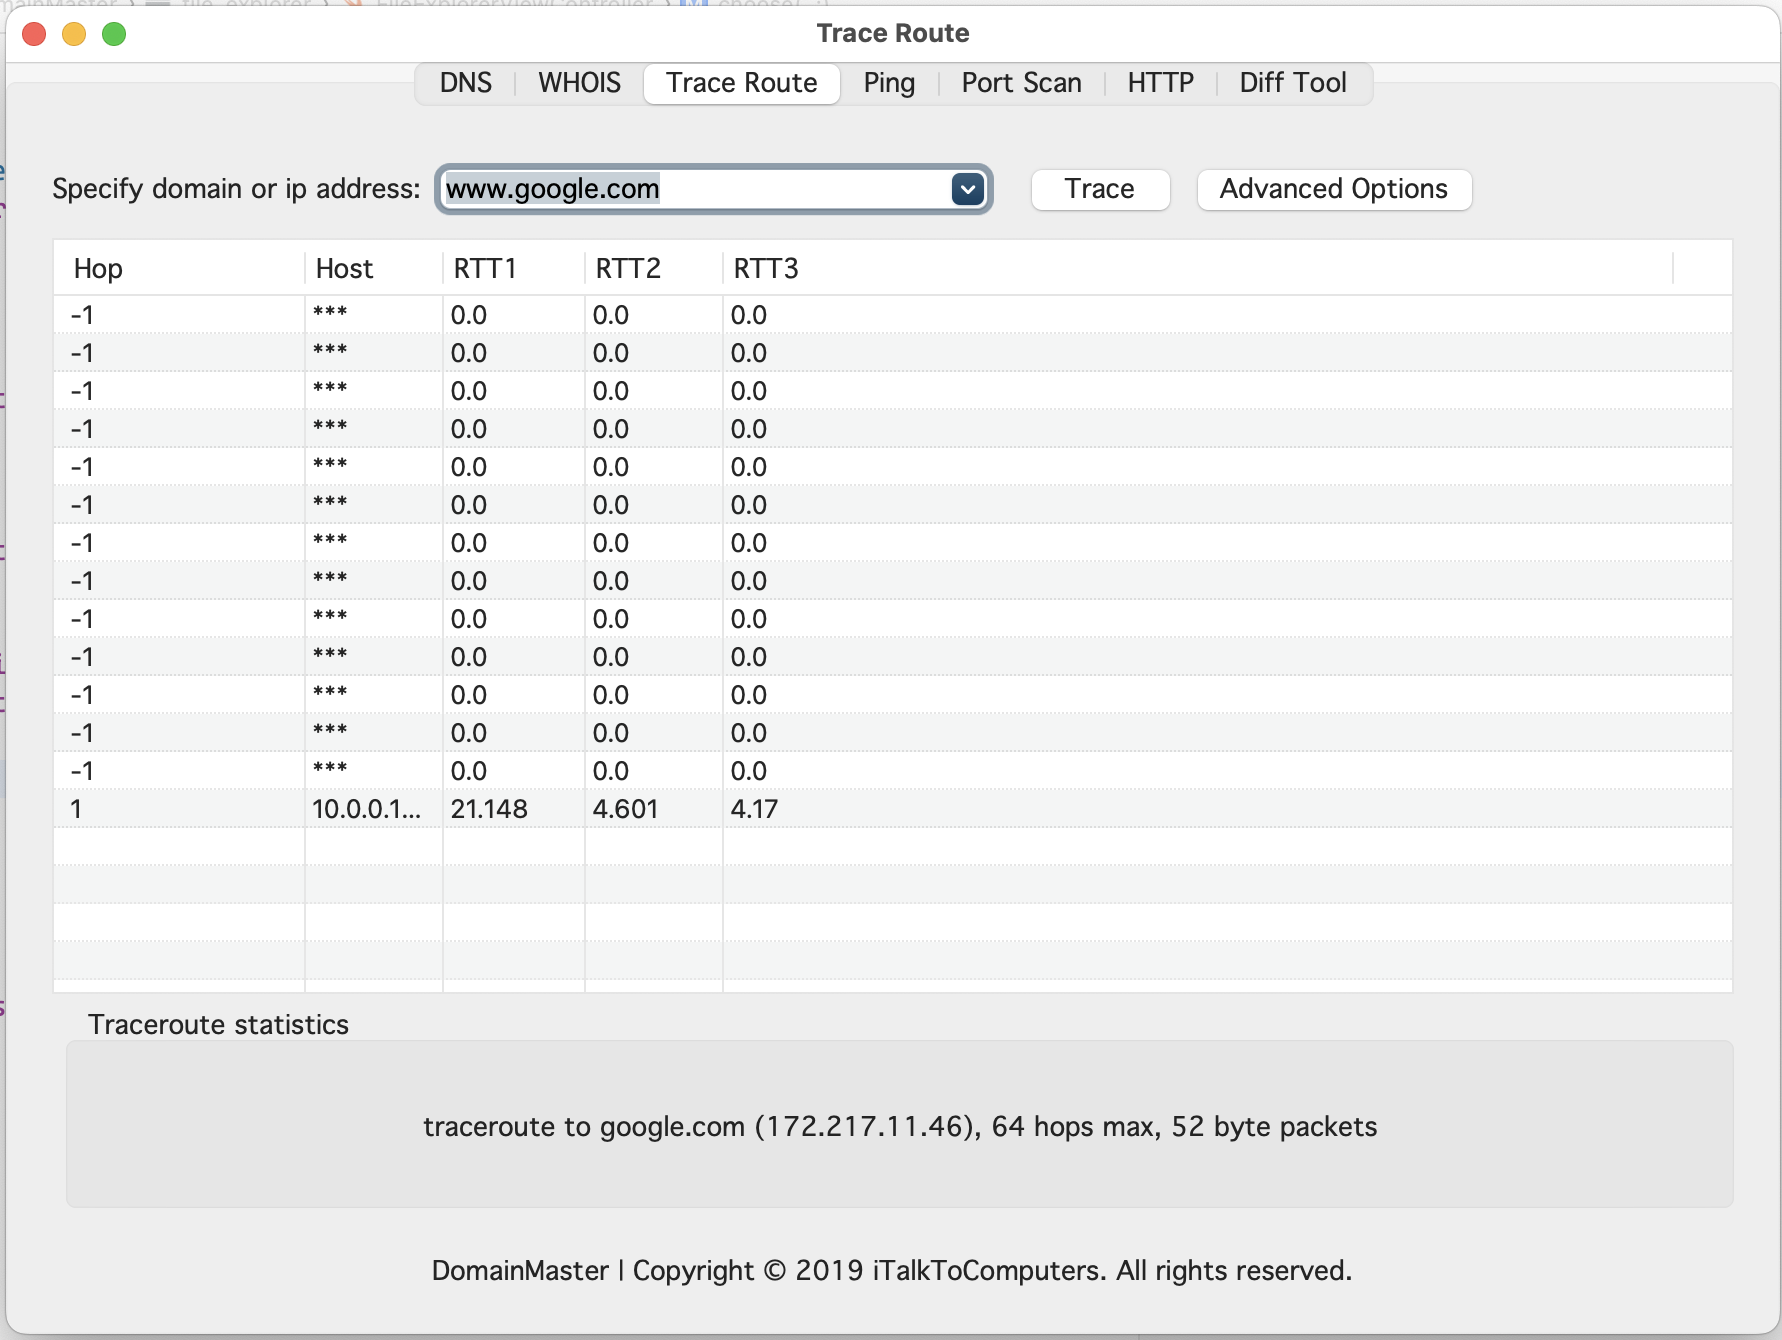 Trace Route
DNS WHOIS Trace Route Ping Port Scan HTTP Diff Tool
Specify domain or ip address: www.google.com Trace Advanced Options
Hop Host RTT1 RTT2 RTT3
-1 *** 0.0 0.0 0.0
-1 *** 0.0 0.0 0.0
-1 *** 0.0 0.0 0.0
-1 *** 0.0 0.0 0.0
-1 *** 0.0 0.0 0.0
-1 *** 0.0 0.0 0.0
-1 *** 0.0 0.0 0.0
-1 *** 0.0 0.0 0.0
-1 *** 0.0 0.0 0.0
-1 *** 0.0 0.0 0.0
-1 *** 0.0 0.0 0.0
-1 *** 0.0 0.0 0.0
-1 *** 0.0 0.0 0.0
1 10.0.0.1... 21.148 4.601 4.17
Traceroute statistics
traceroute to google.com (172.217.11.46), 64 hops max, 52 byte packets
DomainMaster | Copyright © 2019 iTalkToComputers. All rights reserved.